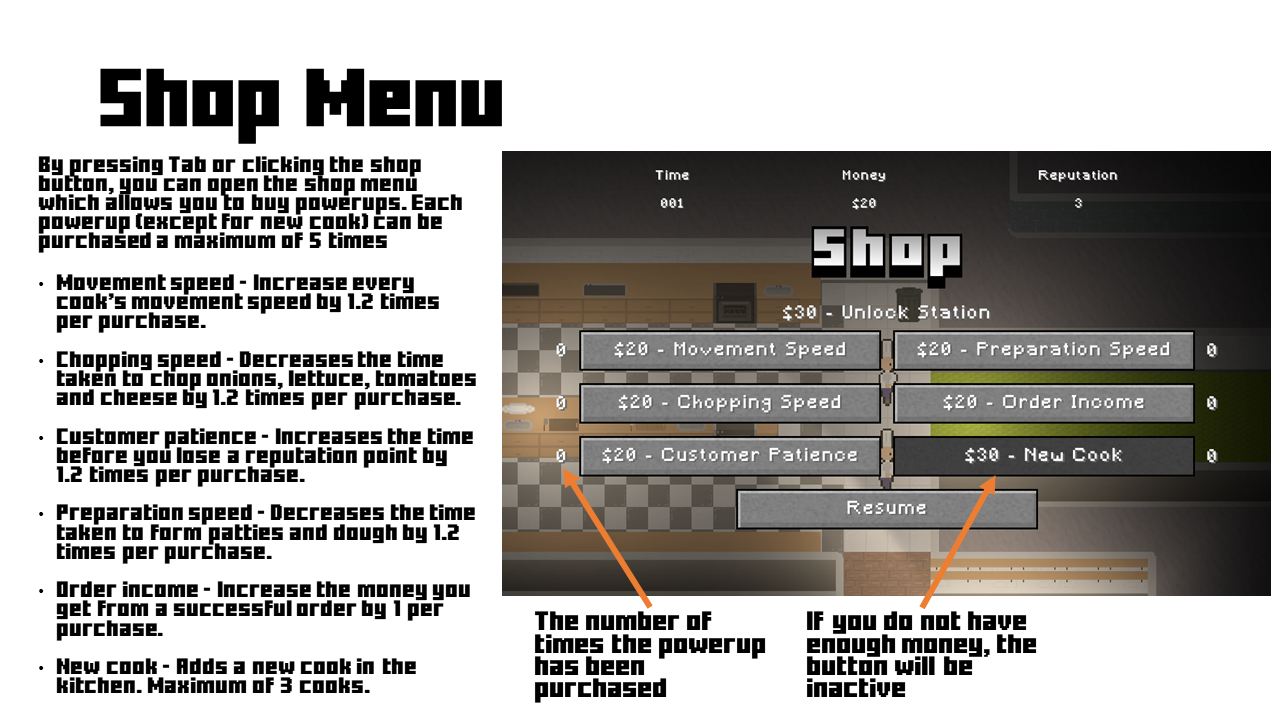 Shop Menu
By pressing Tab or clicking the shop
button, you can open the shop menu
which allows you to buy powerups. Each
powerup (except for new cook) can be
purchased a maximum of 5 times
• Movement speed - Increase every
cook's movement speed by 1.2 times
per purchase.
• Chopping speed - Decreases the time
taken to chop onions, lettuce, tomatoes
and cheese by 1.2 times per purchase.
• Customer patience - Increases the time
before you lose a reputation point by
1.2 times per purchase.
• Preparation speed - Decreases the time
taken to form patties and dough by 1.2
times per purchase.
• Order income - Increase the money you
get from a successful order by 1 per
purchase.
• New cook - Adds a new cook in the
kitchen. Maximum of 3 cooks.
Time Money Reputation
001 $20 3
Shop
$30 - Unlock Station
0 $20 - Movement Speed $20 - Preparation Speed 0
0 $20 - Chopping Speed $20 - Order Income 0
0 $20 - Customer Patience $30 - New Cook 0
Resume
The number of
times the powerup
has been
purchased
If you do not have
enough money, the
button will be
inactive